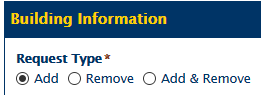 Building Information
Request Type*
Add Remove Add & Remove